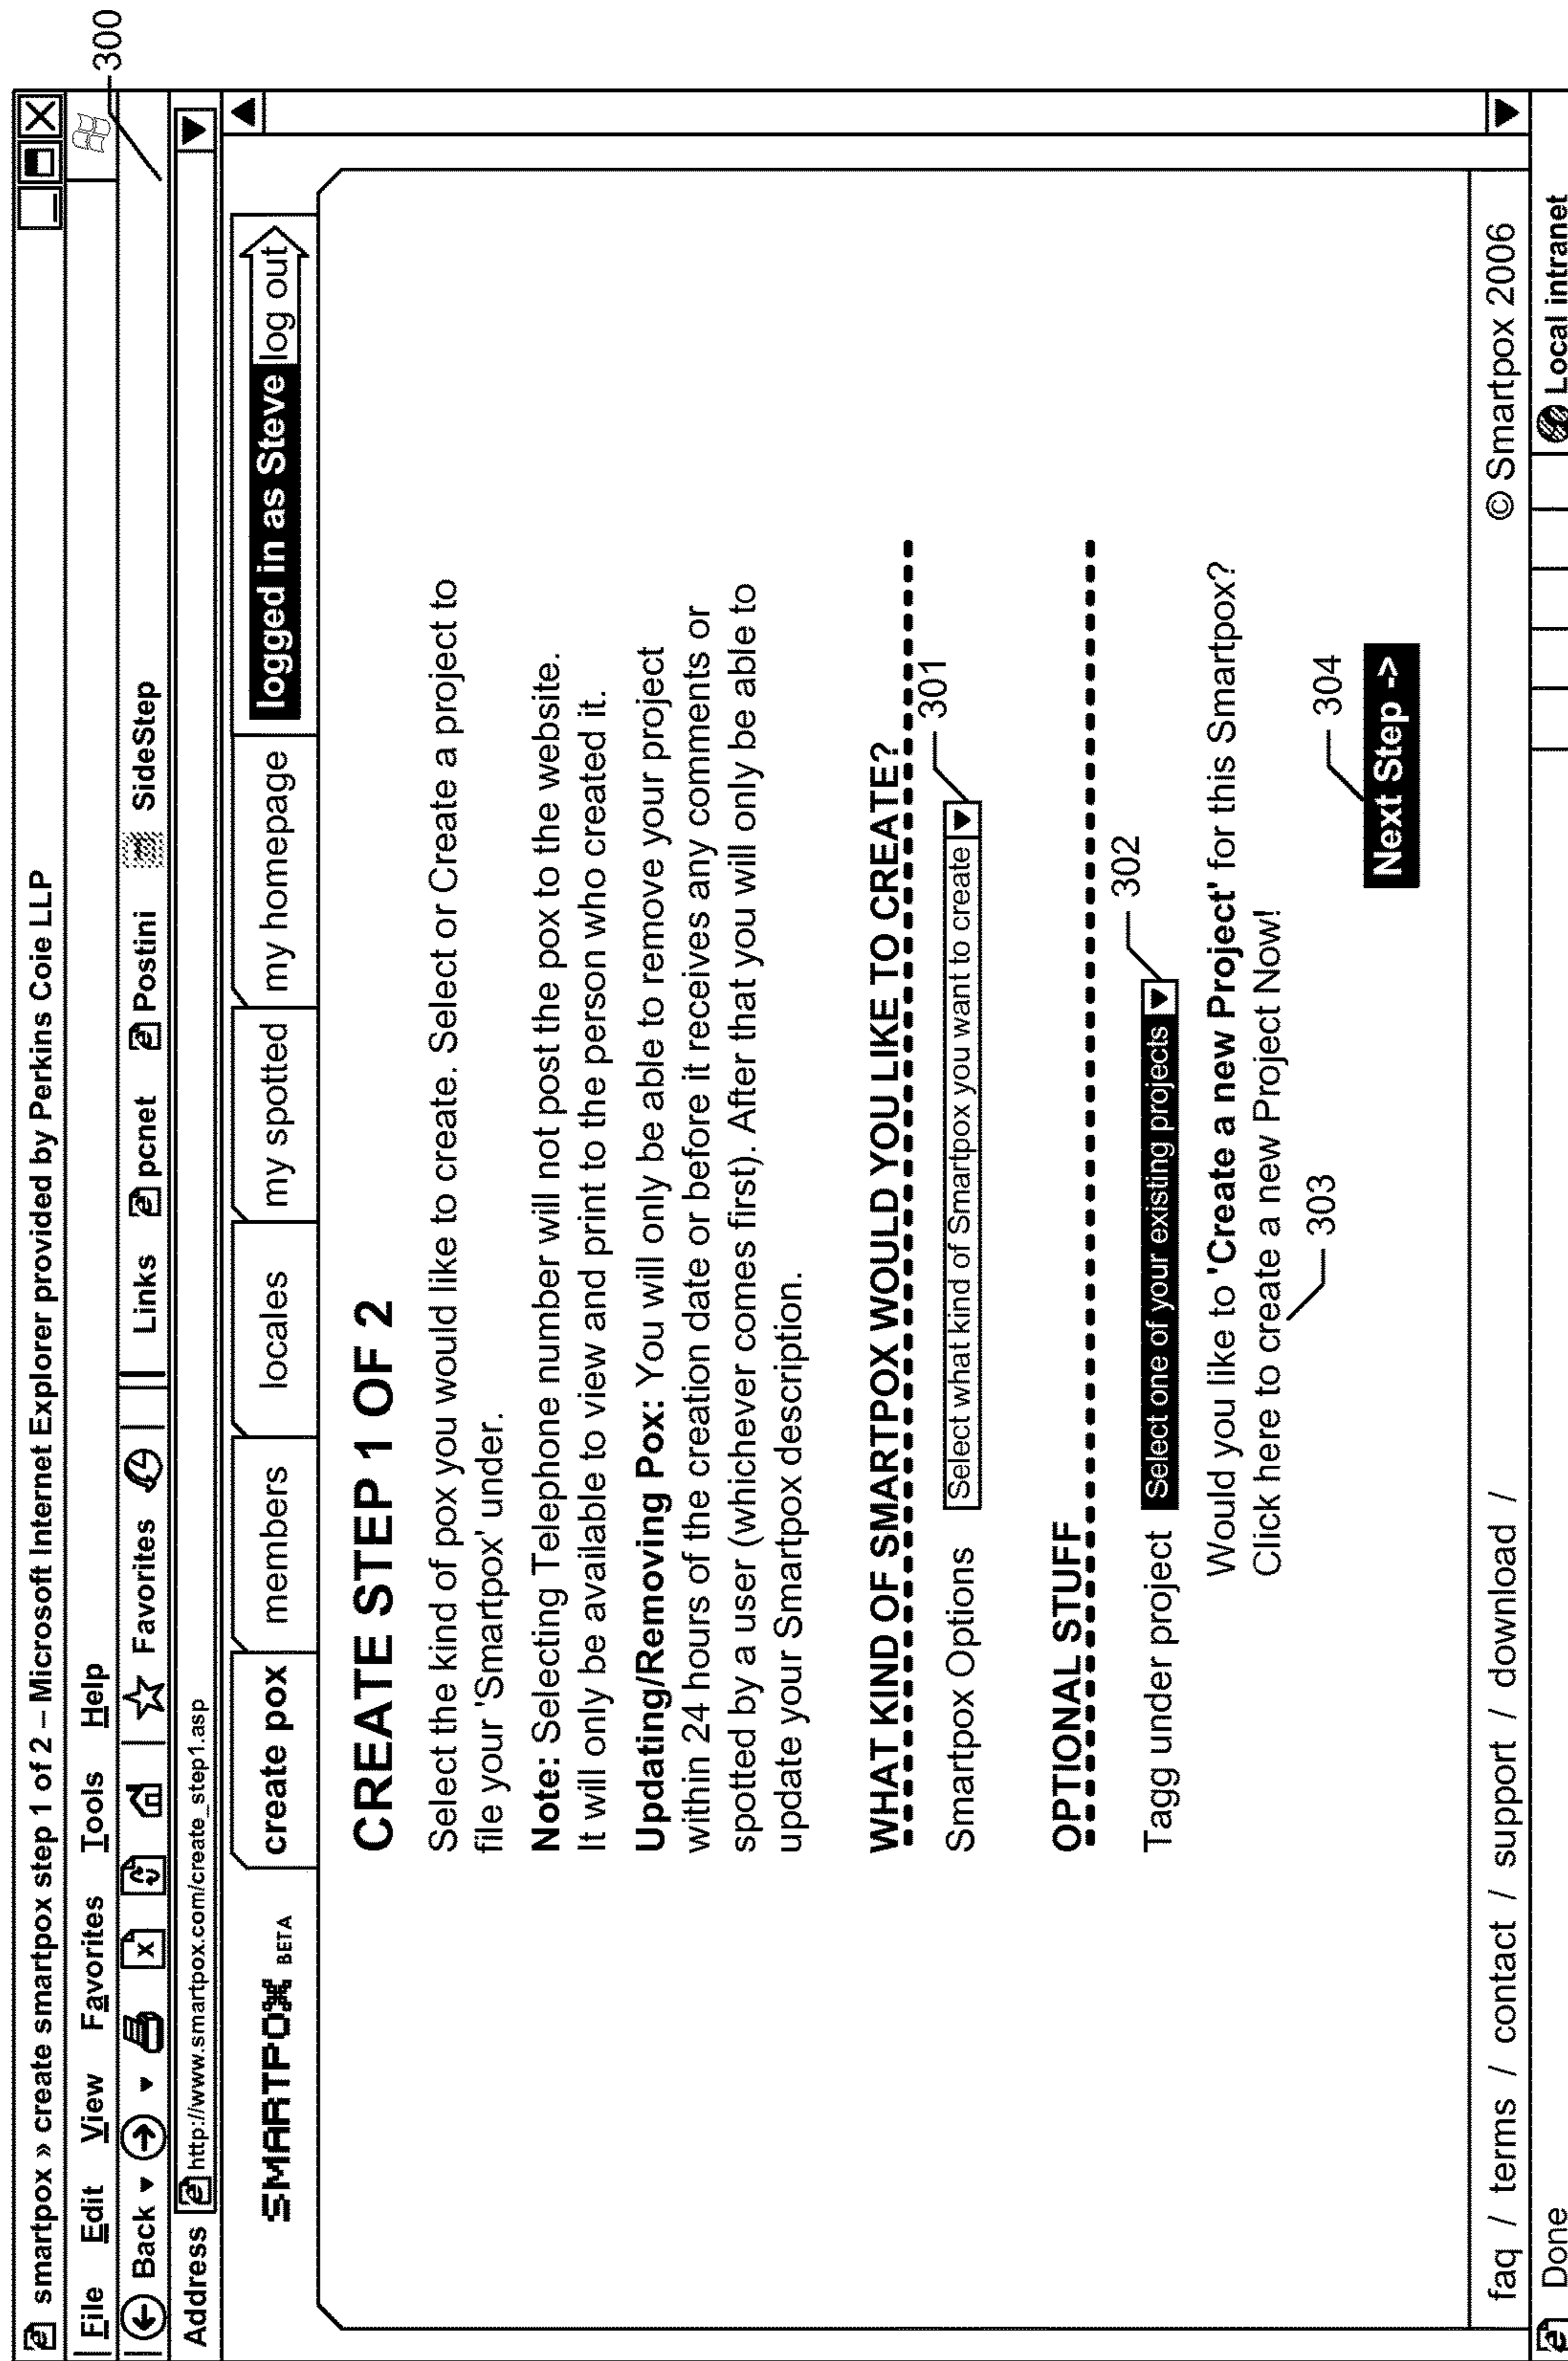 smartpox » create smartpox step 1 of 2 – Microsoft Internet Explorer provided by Perkins Coie LLP
File Edit View Favorites Tools Help
300
Back Favorites Links pcnet Postini SideStep
Address http://www.smartpox.com/create_step1.asp
SMARTPOX BETA create pox members locales my spotted my homepage logged in as Steve log out
CREATE STEP 1 OF 2
Select the kind of pox you would like to create. Select or Create a project to
file your 'Smartpox' under.
Note: Selecting Telephone number will not post the pox to the website.
It will only be available to view and print to the person who created it.
Updating/Removing Pox: You will only be able to remove your project
within 24 hours of the creation date or before it receives any comments or
spotted by a user (whichever comes first). After that you will only be able to
update your Smartpox description.
WHAT KIND OF SMARTPOX WOULD YOU LIKE TO CREATE?
301
Smartpox Options Select what kind of Smartpox you want to create
OPTIONAL STUFF
302
Tagg under project Select one of your existing projects
Would you like to 'Create a new Project' for this Smartpox?
Click here to create a new Project Now!
303
304
Next Step ->
faq / terms / contact / support / download / © Smartpox 2006
Done Local intranet